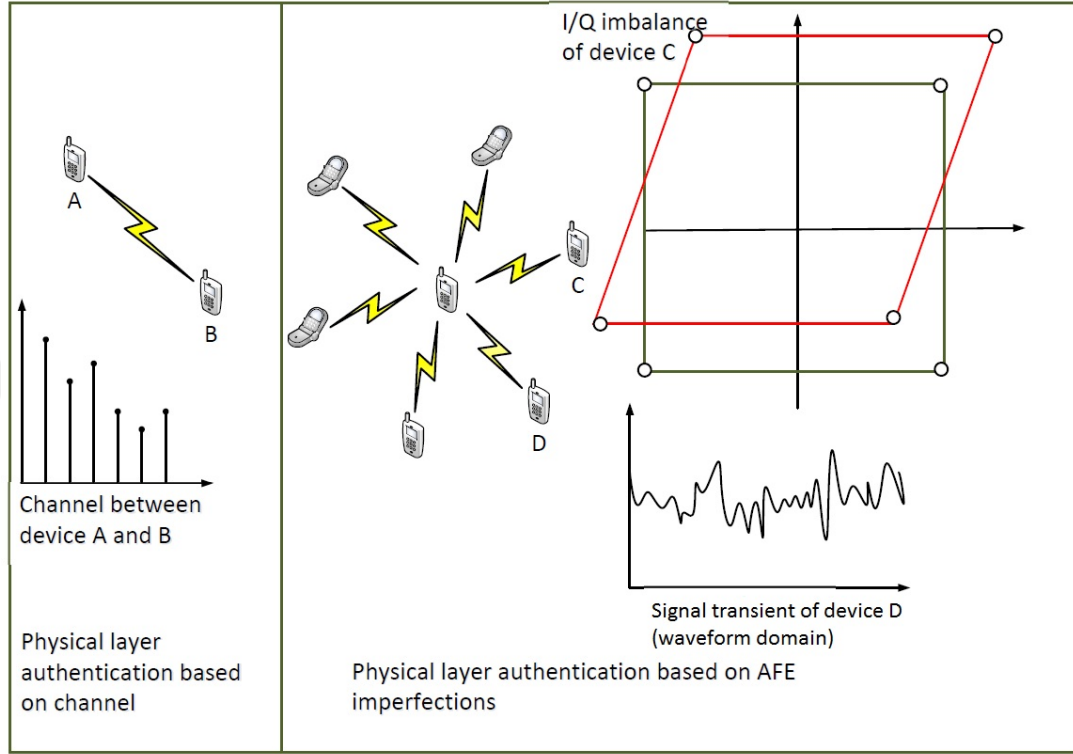 A
B
Channel between
device A and B
Physical layer
authentication based
on channel
I/Q imbalance
of device C
C
D
Signal transient of device D
(waveform domain)
Physical layer authentication based on AFE
imperfections